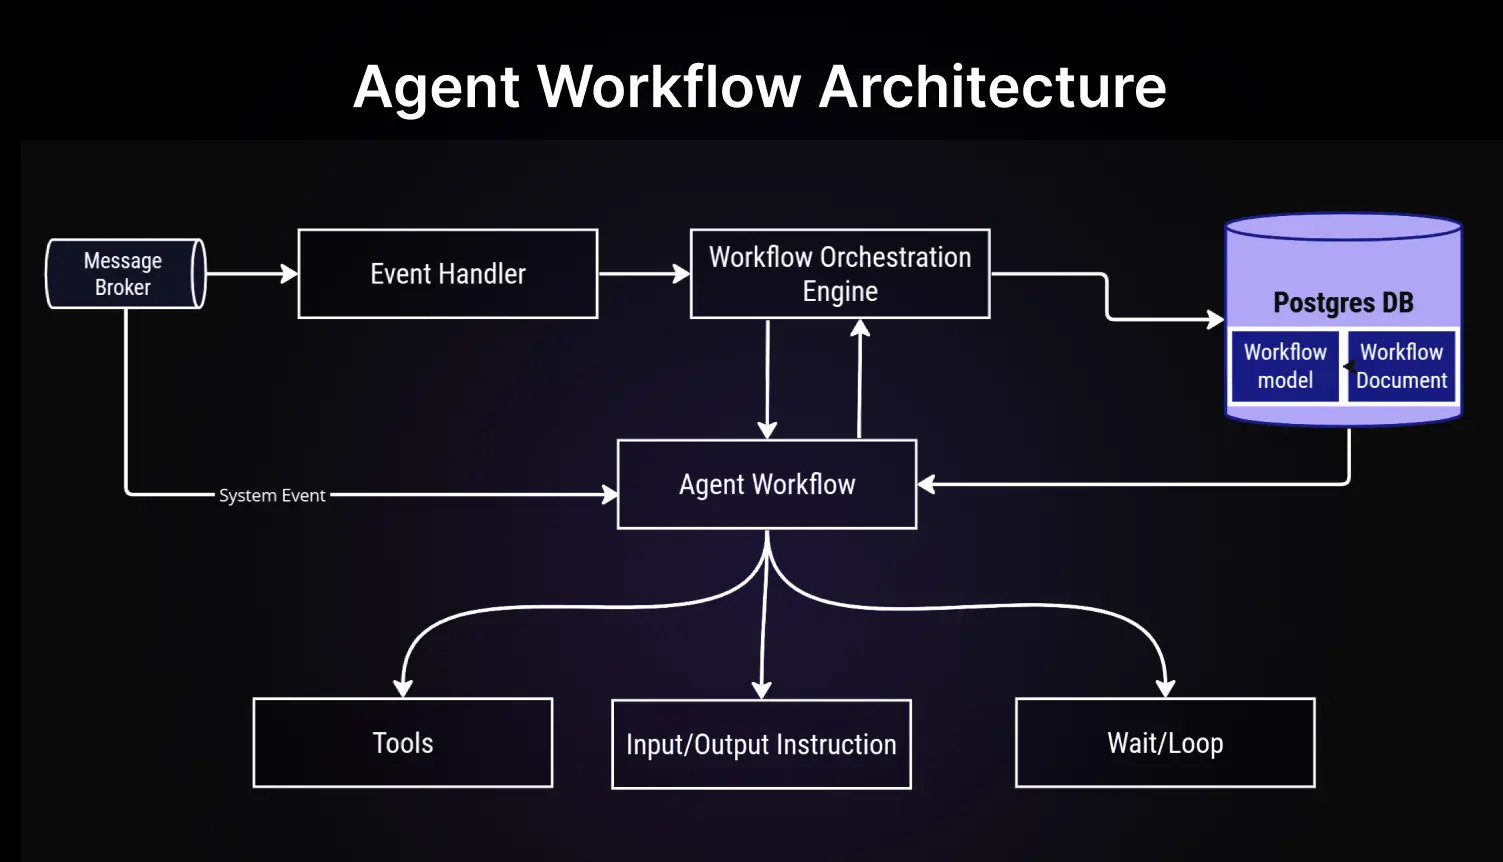 Agent Workflow Architecture
Message
Broker
Event Handler
Workflow Orchestration
Engine
Postgres DB
Workflow
model
Workflow
Document
Agent Workflow
System Event
Tools
Input/Output Instruction
Wait/Loop